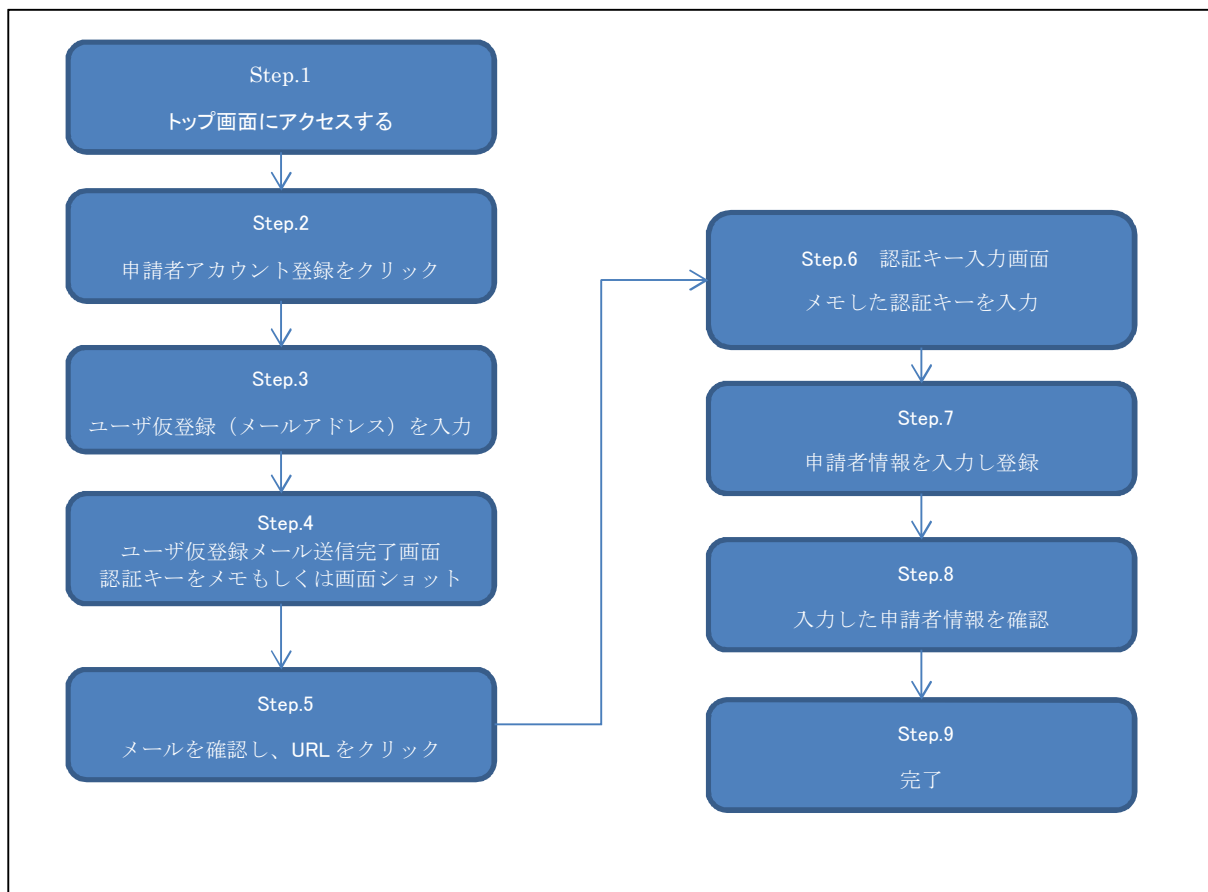 Step.1
トップ画面にアクセスする
Step.2
申請者アカウント登録をクリック
Step.3
ユーザ仮登録（メールアドレス）を入力
Step.4
ユーザ仮登録メール送信完了画面
認証キーをメモもしくは画面ショット
Step.5
メールを確認し、URL をクリック
Step.6　認証キー入力画面
メモした認証キーを入力
Step.7
申請者情報を入力し登録
Step.8
入力した申請者情報を確認
Step.9
完了